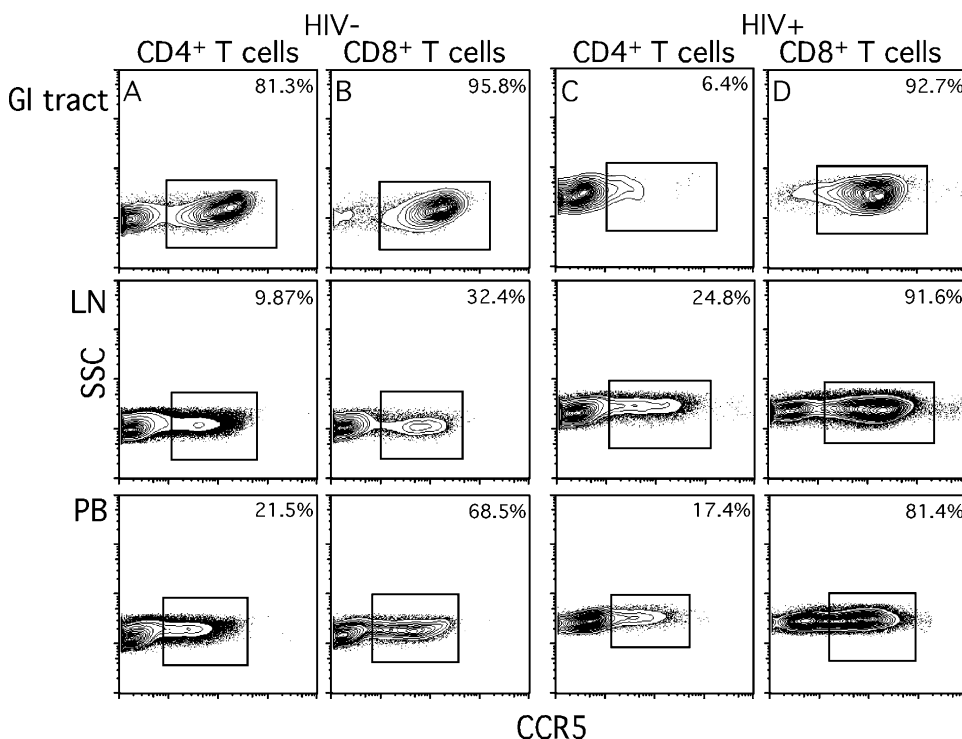 HIV- HIV+
CD4+ T cells CD8+ T cells CD4+ T cells CD8+ T cells
GI tract A 81.3% B 95.8% C 6.4% D 92.7%
LN 9.87% 32.4% 24.8% 91.6%
SSC
PB 21.5% 68.5% 17.4% 81.4%
CCR5